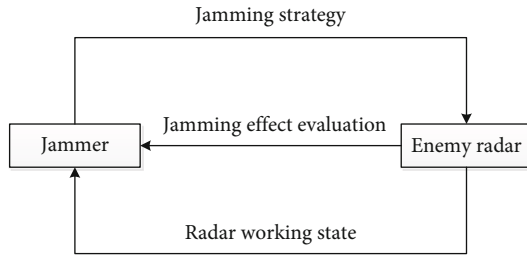 Jamming strategy
Jamming effect evaluation
Jammer
Enemy radar
Radar working state